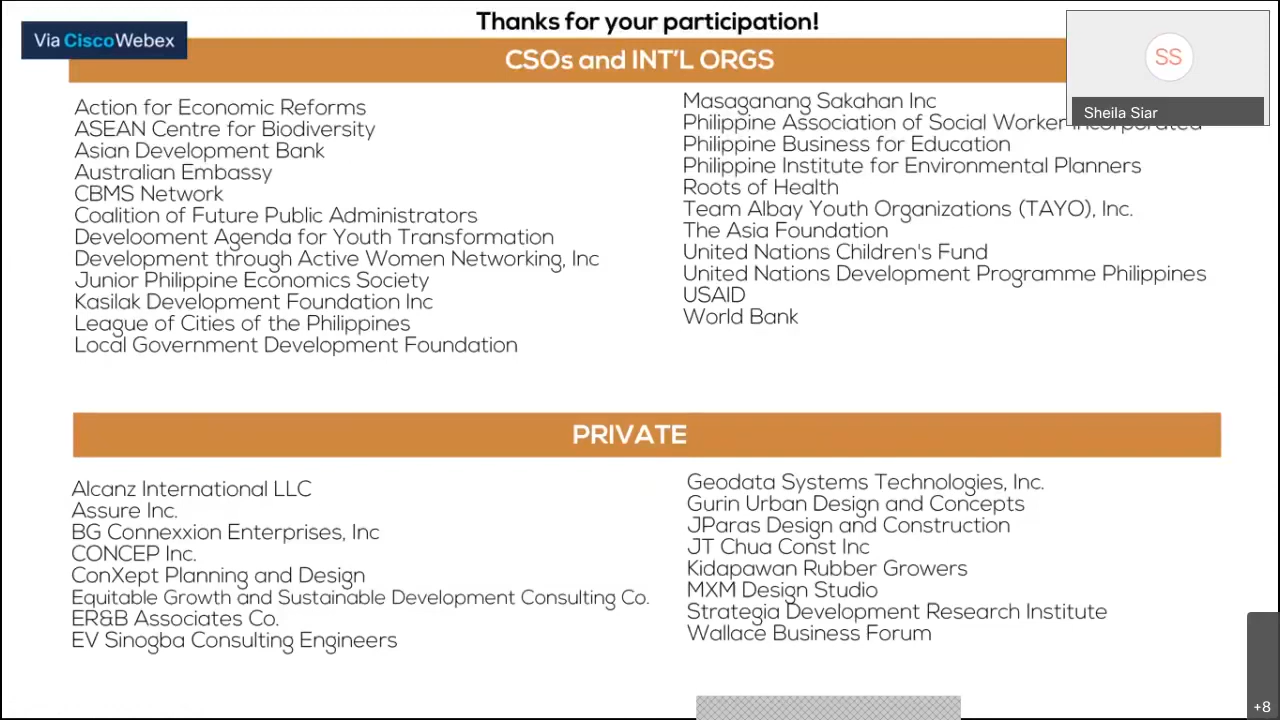 Thanks for your participation!
Via CiscoWebex
CSOs and INT'L ORGS
SS
Sheila Siar
Action for Economic Reforms
ASEAN Centre for Biodiversity
Asian Development Bank
Australian Embassy
CBMS Network
Coalition of Future Public Administrators
Develooment Agenda for Youth Transformation
Development through Active Women Networking, Inc
Junior Philippine Economics Society
Kasilak Development Foundation Inc
League of Cities of the Philippines
Local Government Development Foundation
Masaganang Sakahan Inc
Philippine Association of Social Worker Incorporated
Philippine Business for Education
Philippine Institute for Environmental Planners
Roots of Health
Team Albay Youth Organizations (TAYO), Inc.
The Asia Foundation
United Nations Children's Fund
United Nations Development Programme Philippines
USAID
World Bank
PRIVATE
Alcanz International LLC
Assure Inc.
BG Connexxion Enterprises, Inc
CONCEP Inc.
ConXept Planning and Design
Equitable Growth and Sustainable Development Consulting Co.
ER&B Associates Co.
EV Sinogba Consulting Engineers
Geodata Systems Technologies, Inc.
Gurin Urban Design and Concepts
JParas Design and Construction
JT Chua Const Inc
Kidapawan Rubber Growers
MXM Design Studio
Strategia Development Research Institute
Wallace Business Forum
+8